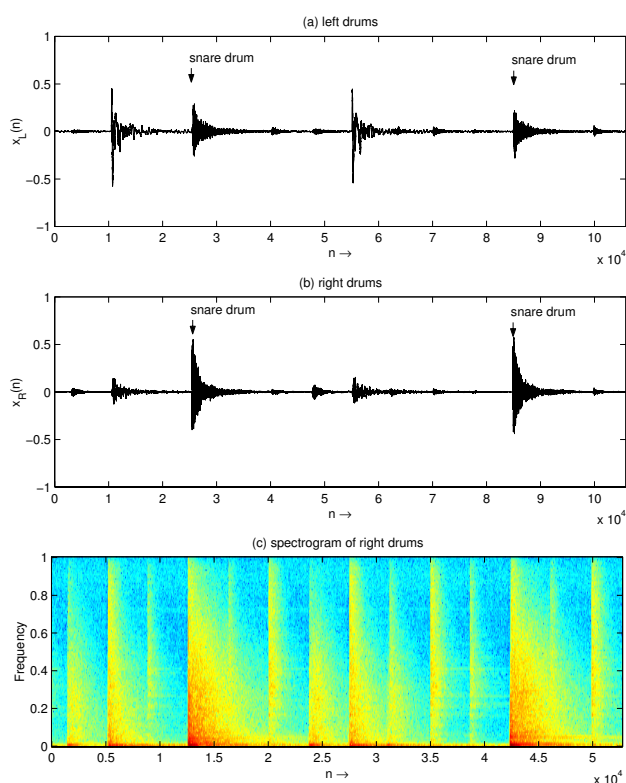 (a) left drums
1
snare drum
snare drum
0.5
x_L(n)
0
−0.5
−1
0 1 2 3 4 5 6 7 8 9 10
n →
x 10^4
(b) right drums
1
snare drum
snare drum
0.5
x_R(n)
0
−0.5
−1
0 1 2 3 4 5 6 7 8 9 10
n →
x 10^4
(c) spectrogram of right drums
1
0.8
0.6
Frequency
0.4
0.2
0
0 0.5 1 1.5 2 2.5 3 3.5 4 4.5 5
n →
x 10^4